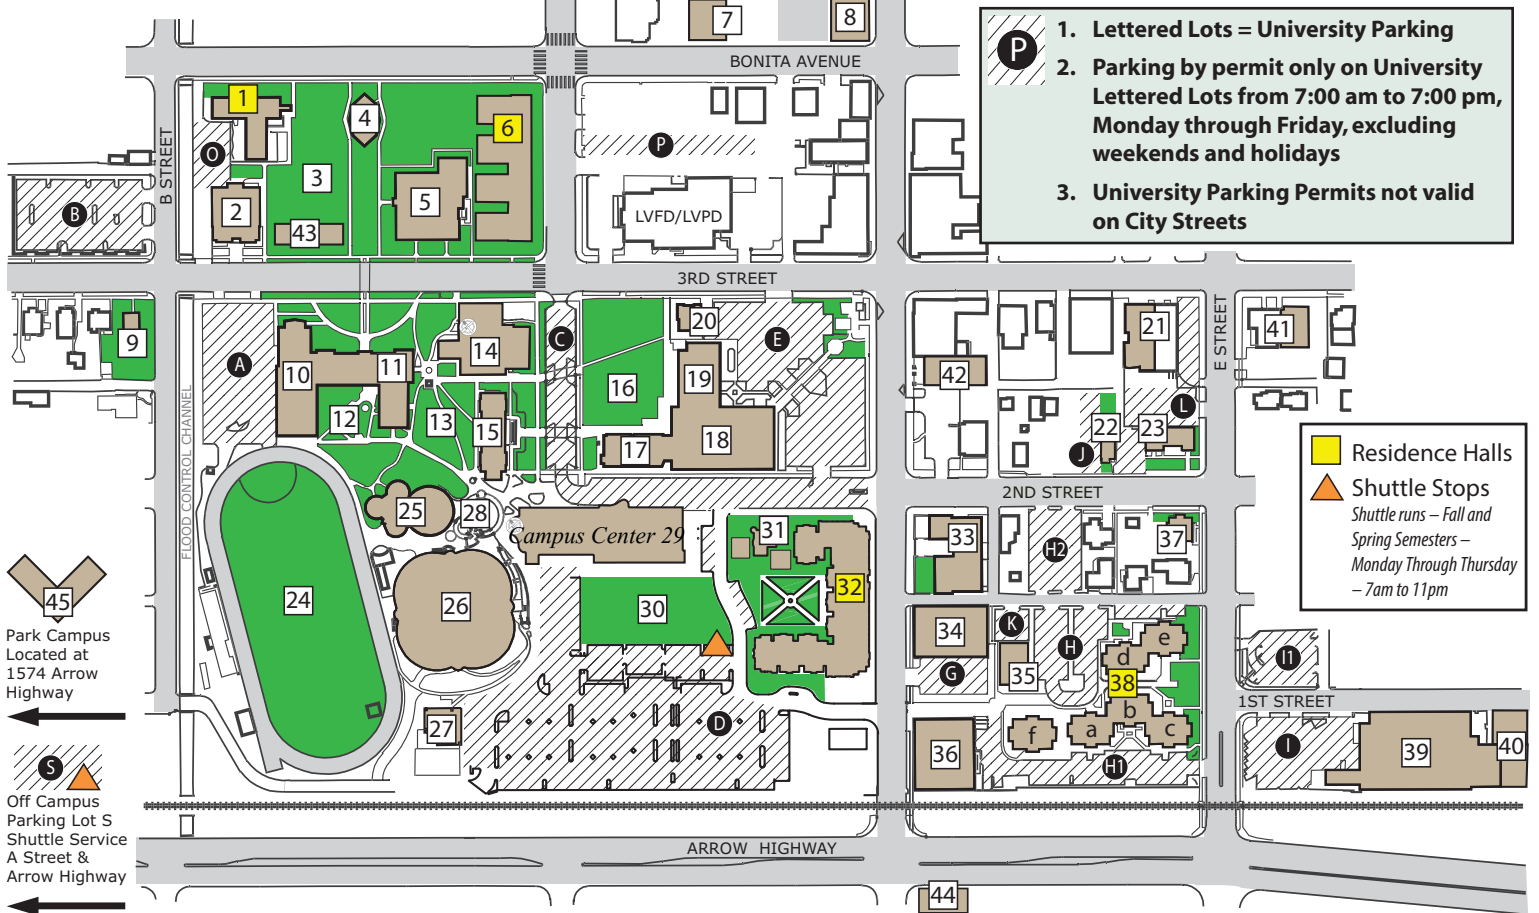 7
8
P
1. Lettered Lots = University Parking
2. Parking by permit only on University
Lettered Lots from 7:00 am to 7:00 pm,
Monday through Friday, excluding
weekends and holidays
3. University Parking Permits not valid
on City Streets
BONITA AVENUE
1
4
6
O
P
B STREET
3
5
B
2
43
LVFD/LVPD
3RD STREET
E STREET
9
A
10
11
14
C
20
E
21
41
12
13
15
16
19
42
L
17
18
22
23
J
FLOOD CONTROL CHANNEL
2ND STREET
Residence Halls
Shuttle Stops
Shuttle runs – Fall and
Spring Semesters –
Monday Through Thursday
– 7am to 11pm
25
28
Campus Center 29
31
33
H2
37
24
26
30
32
45
Park Campus
Located at
1574 Arrow
Highway
34
K
H
e
d
G
35
38
I1
1ST STREET
27
D
36
f
a
b
c
H1
I
39
40
S
Off Campus
Parking Lot S
Shuttle Service
A Street &
Arrow Highway
ARROW HIGHWAY
44